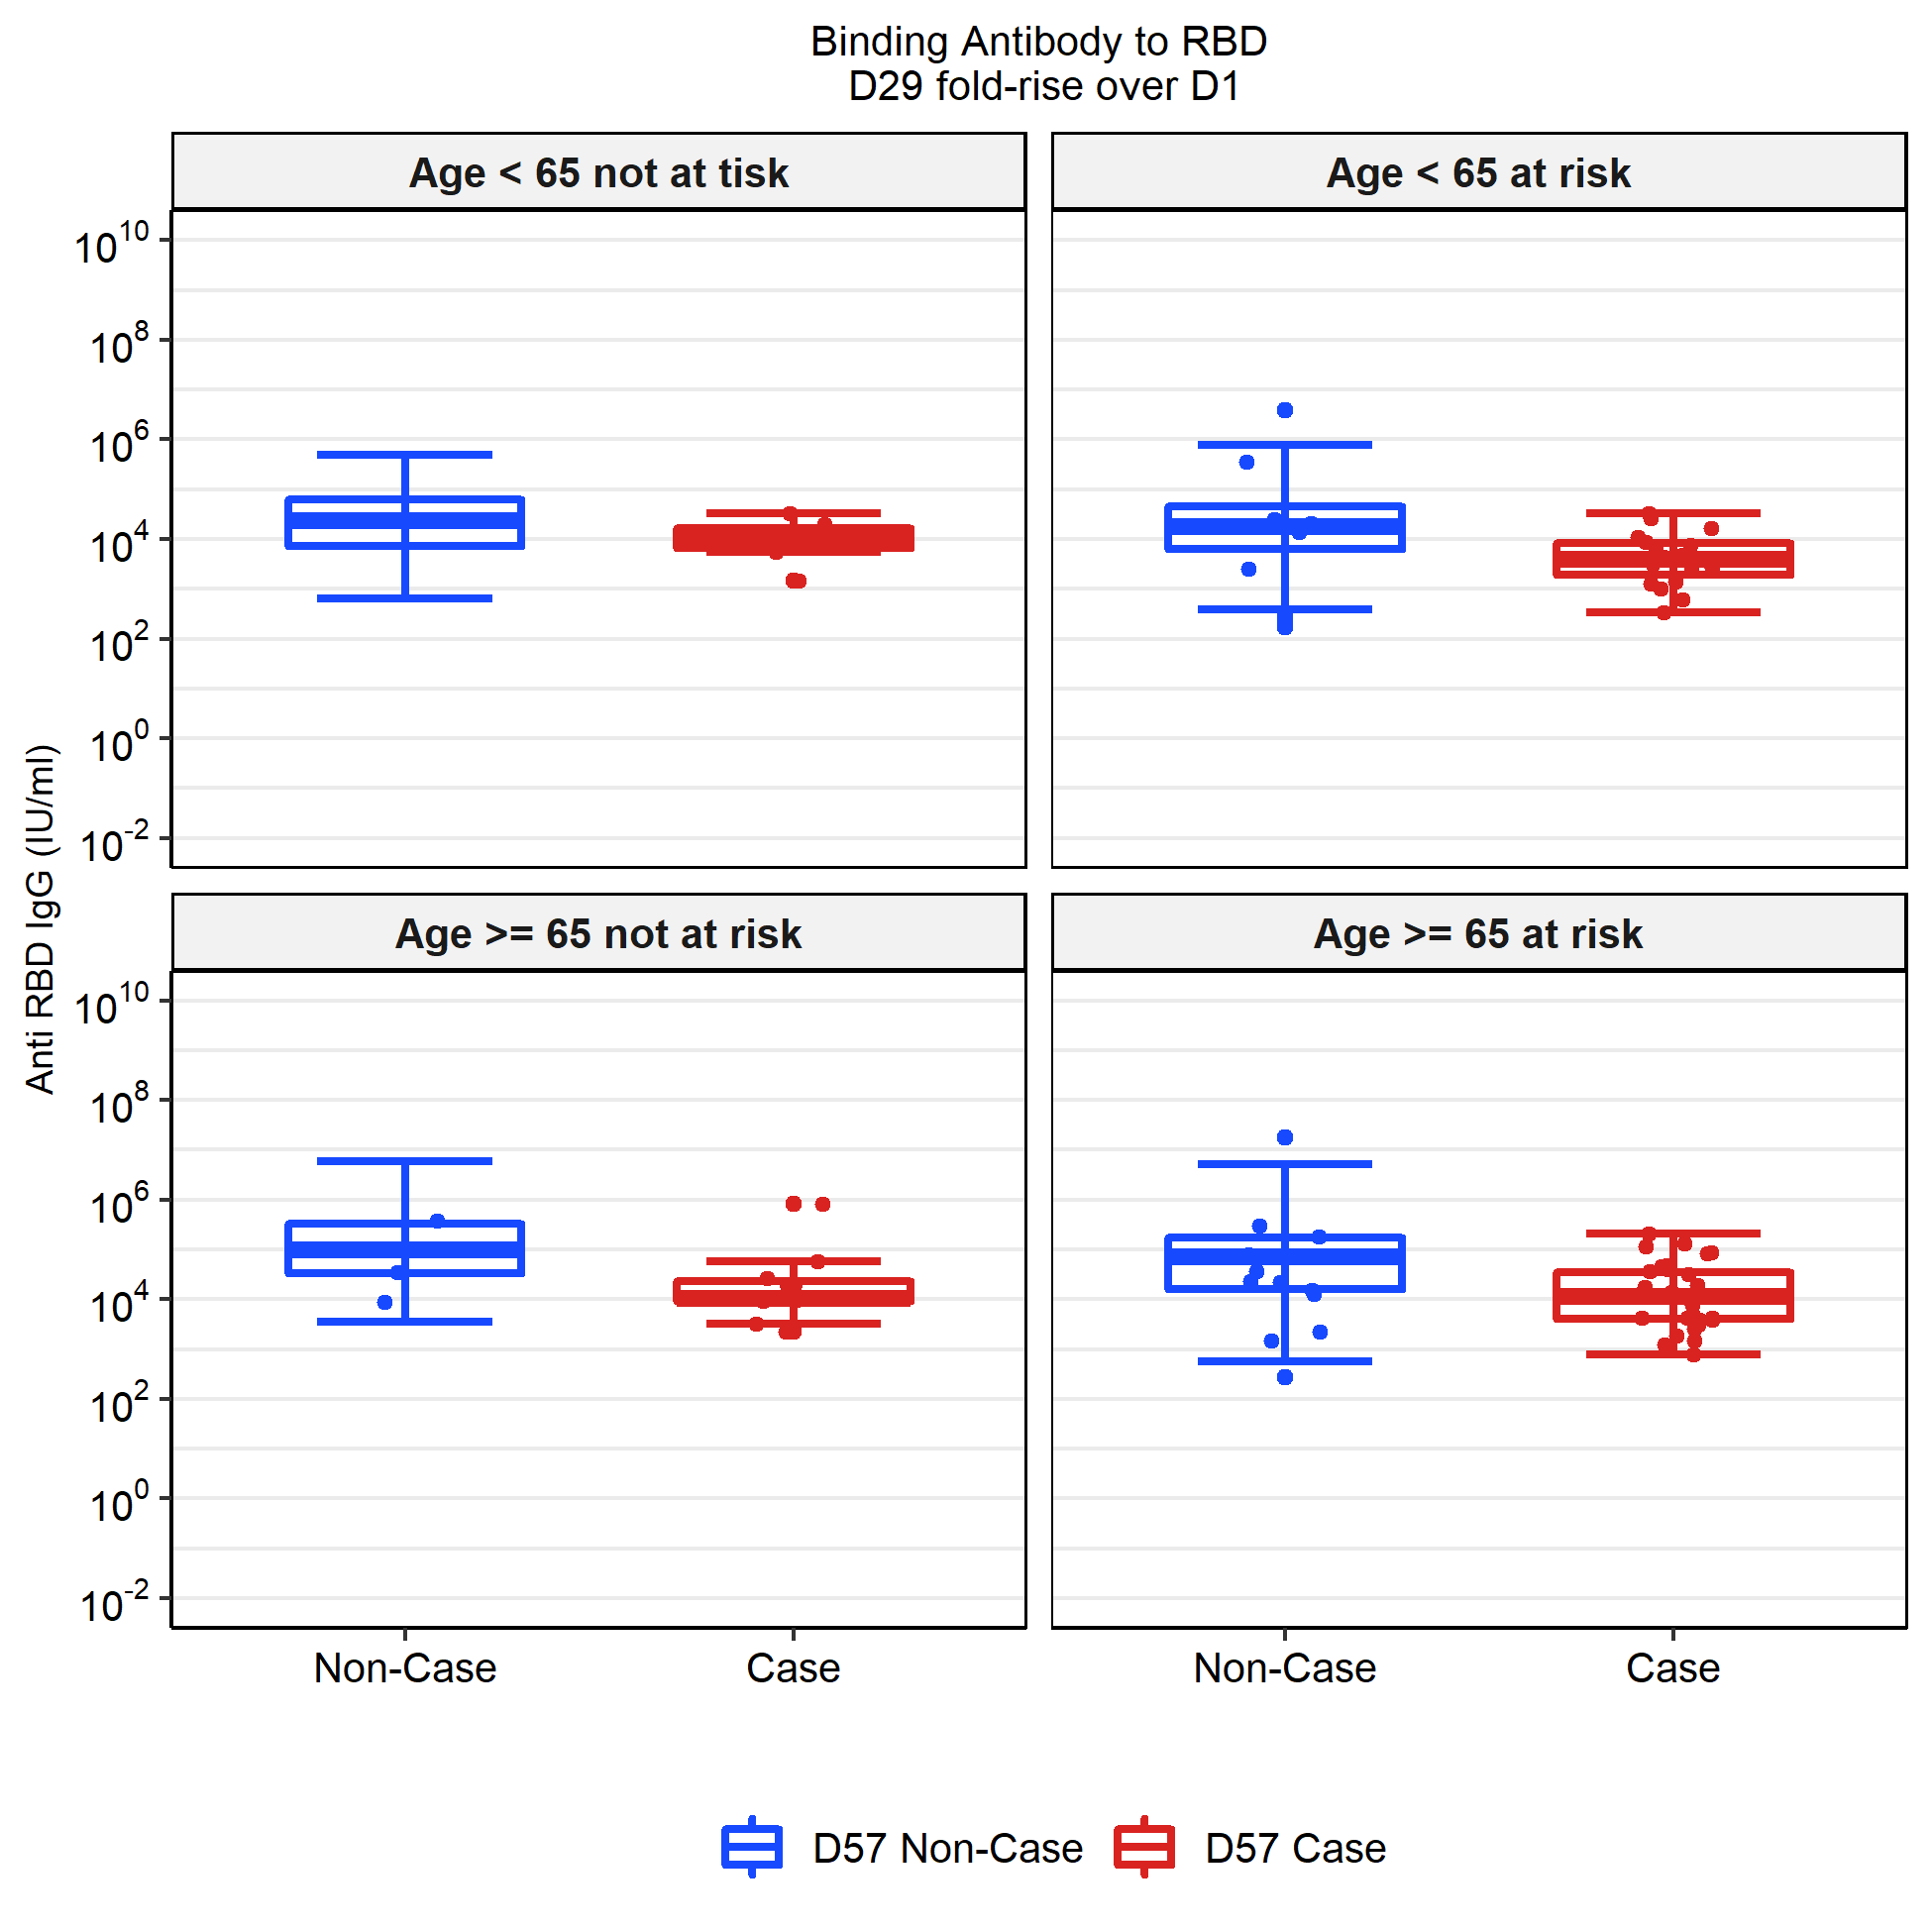 Binding Antibody to RBD
D29 fold-rise over D1
Age < 65 not at tisk
Age < 65 at risk
10^10
10^8
10^6
10^4
10^2
10^0
10^-2
Anti RBD IgG (IU/ml)
Age >= 65 not at risk
Age >= 65 at risk
10^10
10^8
10^6
10^4
10^2
10^0
10^-2
Non-Case
Case
Non-Case
Case
D57 Non-Case
D57 Case